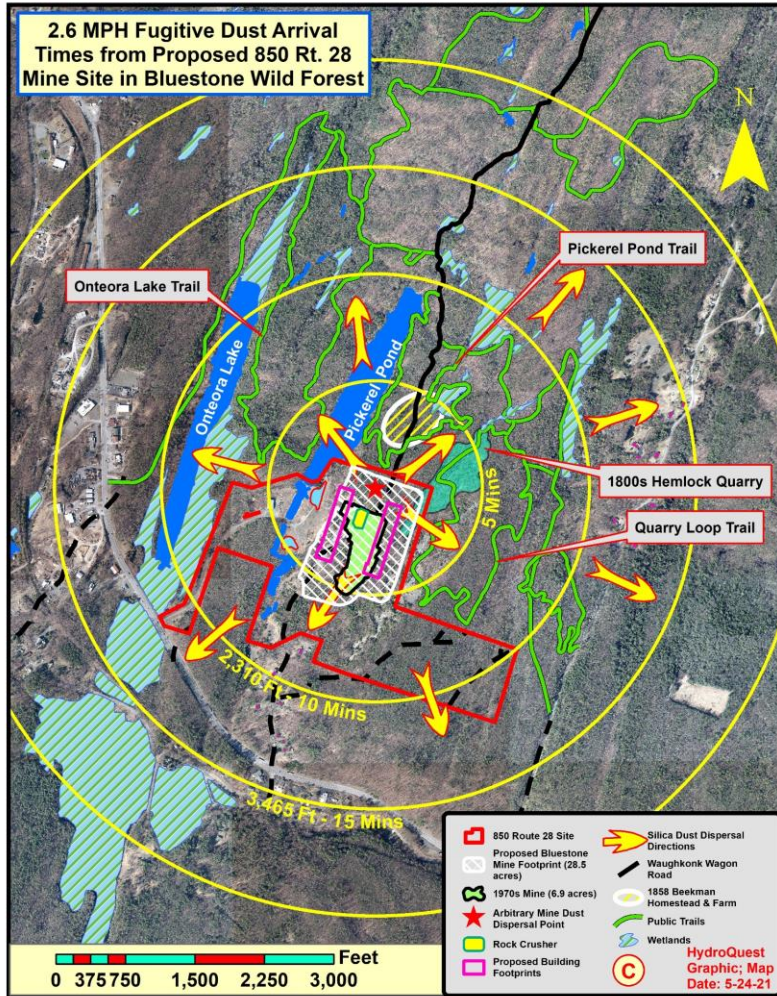 2.6 MPH Fugitive Dust Arrival
Times from Proposed 850 Rt. 28
Mine Site in Bluestone Wild Forest
N
Pickerel Pond Trail
Onteora Lake Trail
Onteora Lake
Pickerel Pond
5 Mins
1800s Hemlock Quarry
Quarry Loop Trail
2,310 Ft - 10 Mins
3,465 Ft - 15 Mins
850 Route 28 Site
Proposed Bluestone
Mine Footprint (28.5
acres)
1970s Mine (6.9 acres)
Arbitrary Mine Dust
Dispersal Point
Rock Crusher
Proposed Building
Footprints
Silica Dust Dispersal
Directions
Waughkonk Wagon
Road
1858 Beekman
Homestead & Farm
Public Trails
Wetlands
C
HydroQuest
Graphic; Map
Date: 5-24-21
Feet
0 375 750 1,500 2,250 3,000